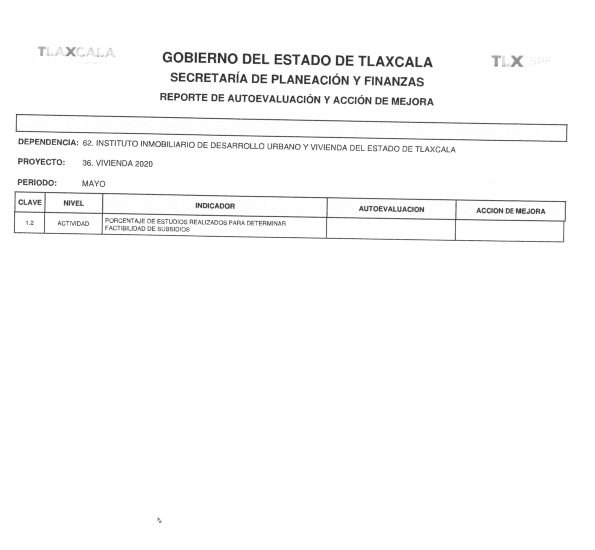 TLAXCALA
GOBIERNO DEL ESTADO DE TLAXCALA
TLX SPF
SECRETARÍA DE PLANEACIÓN Y FINANZAS
REPORTE DE AUTOEVALUACIÓN Y ACCIÓN DE MEJORA
DEPENDENCIA: 62. INSTITUTO INMOBILIARIO DE DESARROLLO URBANO Y VIVIENDA DEL ESTADO DE TLAXCALA
PROYECTO: 36. VIVIENDA 2020
PERIODO: MAYO
CLAVE NIVEL INDICADOR AUTOEVALUACION ACCION DE MEJORA
1.2 ACTIVIDAD PORCENTAJE DE ESTUDIOS REALIZADOS PARA DETERMINAR
FACTIBILIDAD DE SUBSIDIOS